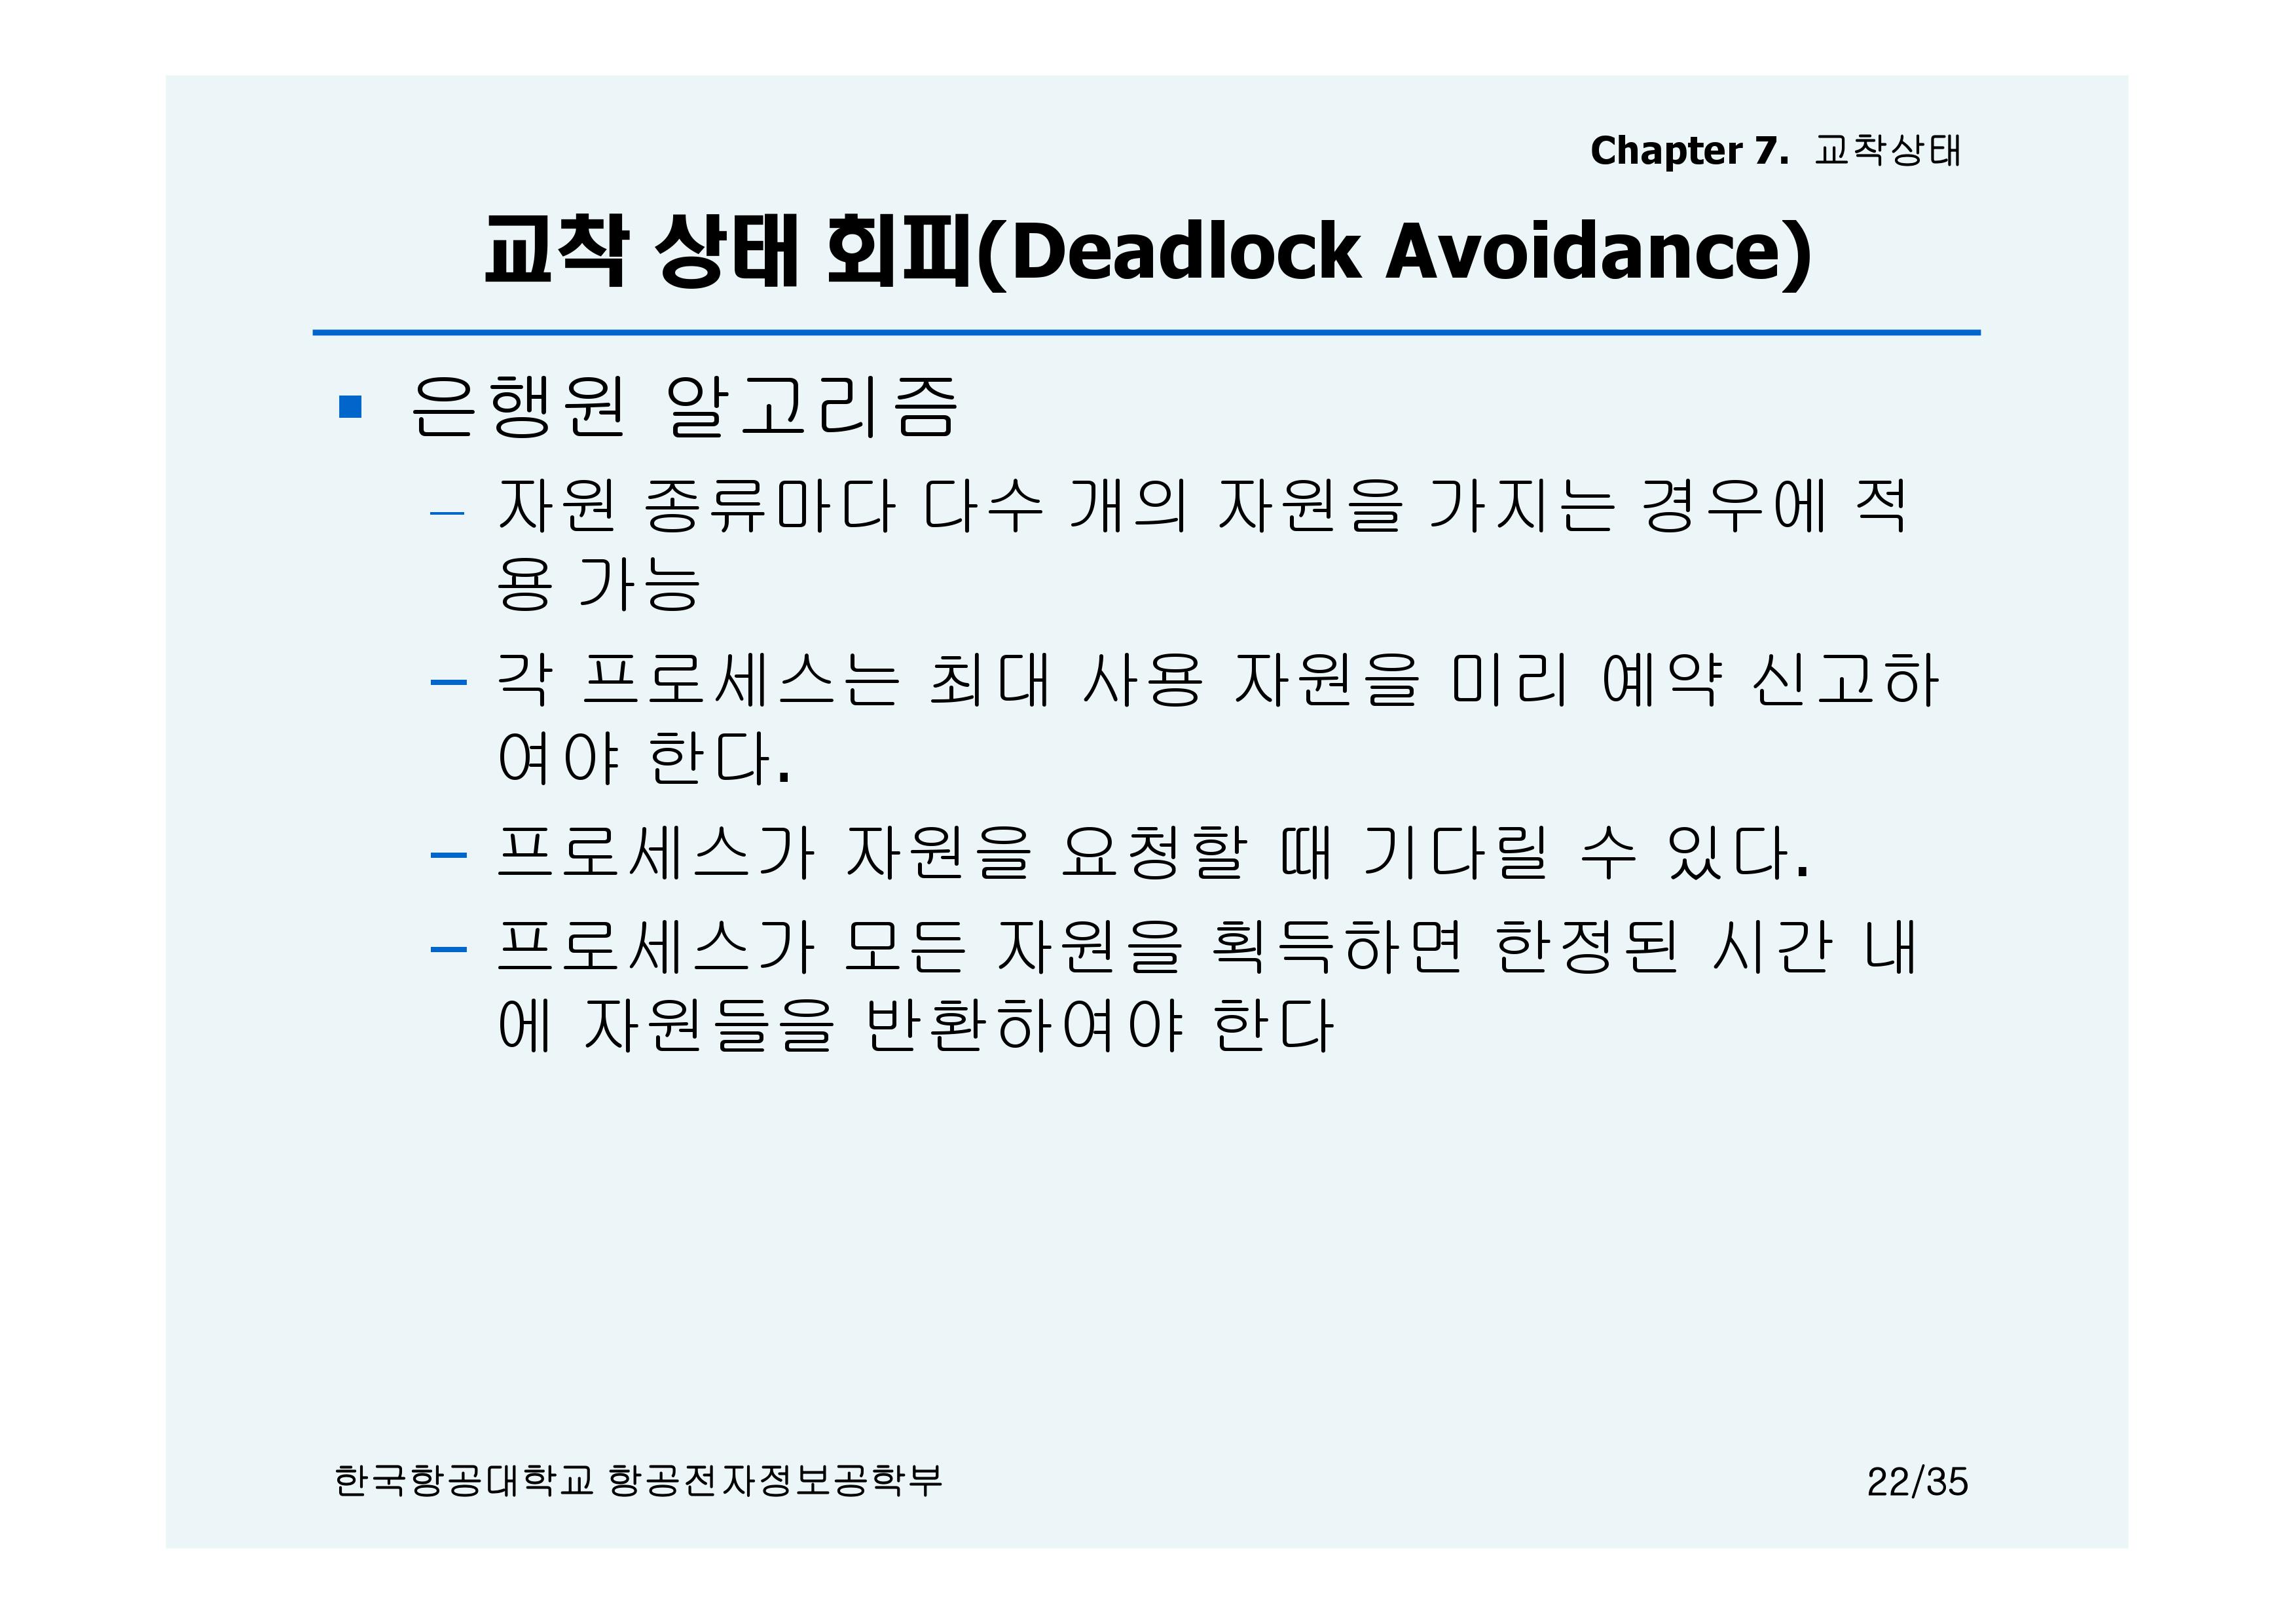 Chapter 7. 교착상태
교착 상태 회피(Deadlock Avoidance)
■ 은행원 알고리즘
– 자원 종류마다 다수 개의 자원을 가지는 경우에 적
용 가능
– 각 프로세스는 최대 사용 자원을 미리 예약 신고하
여야 한다.
– 프로세스가 자원을 요청할 때 기다릴 수 있다.
– 프로세스가 모든 자원을 획득하면 한정된 시간 내
에 자원들을 반환하여야 한다
한국항공대학교 항공전자정보공학부
22/35